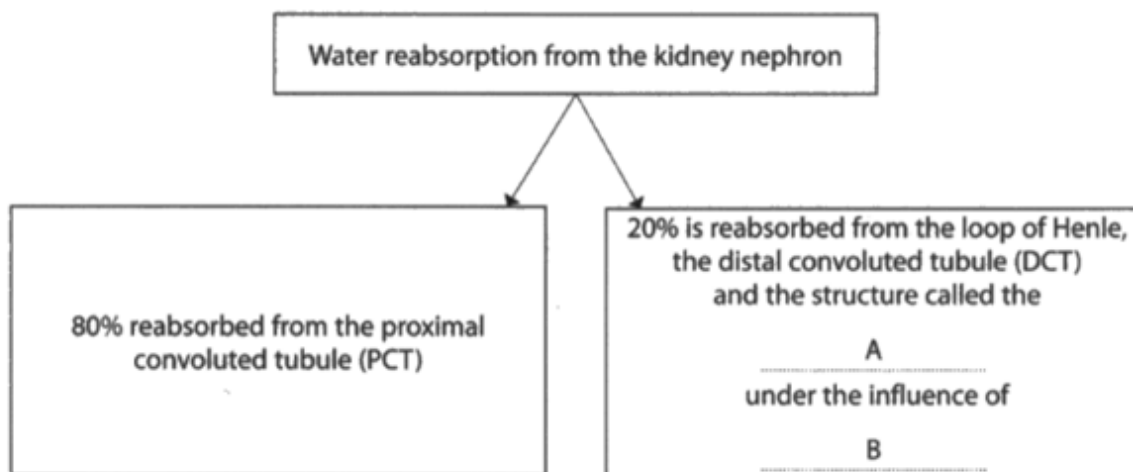 Water reabsorption from the kidney nephron
80% reabsorbed from the proximal
convoluted tubule (PCT)
20% is reabsorbed from the loop of Henle,
the distal convoluted tubule (DCT)
and the structure called the
A
under the influence of
B